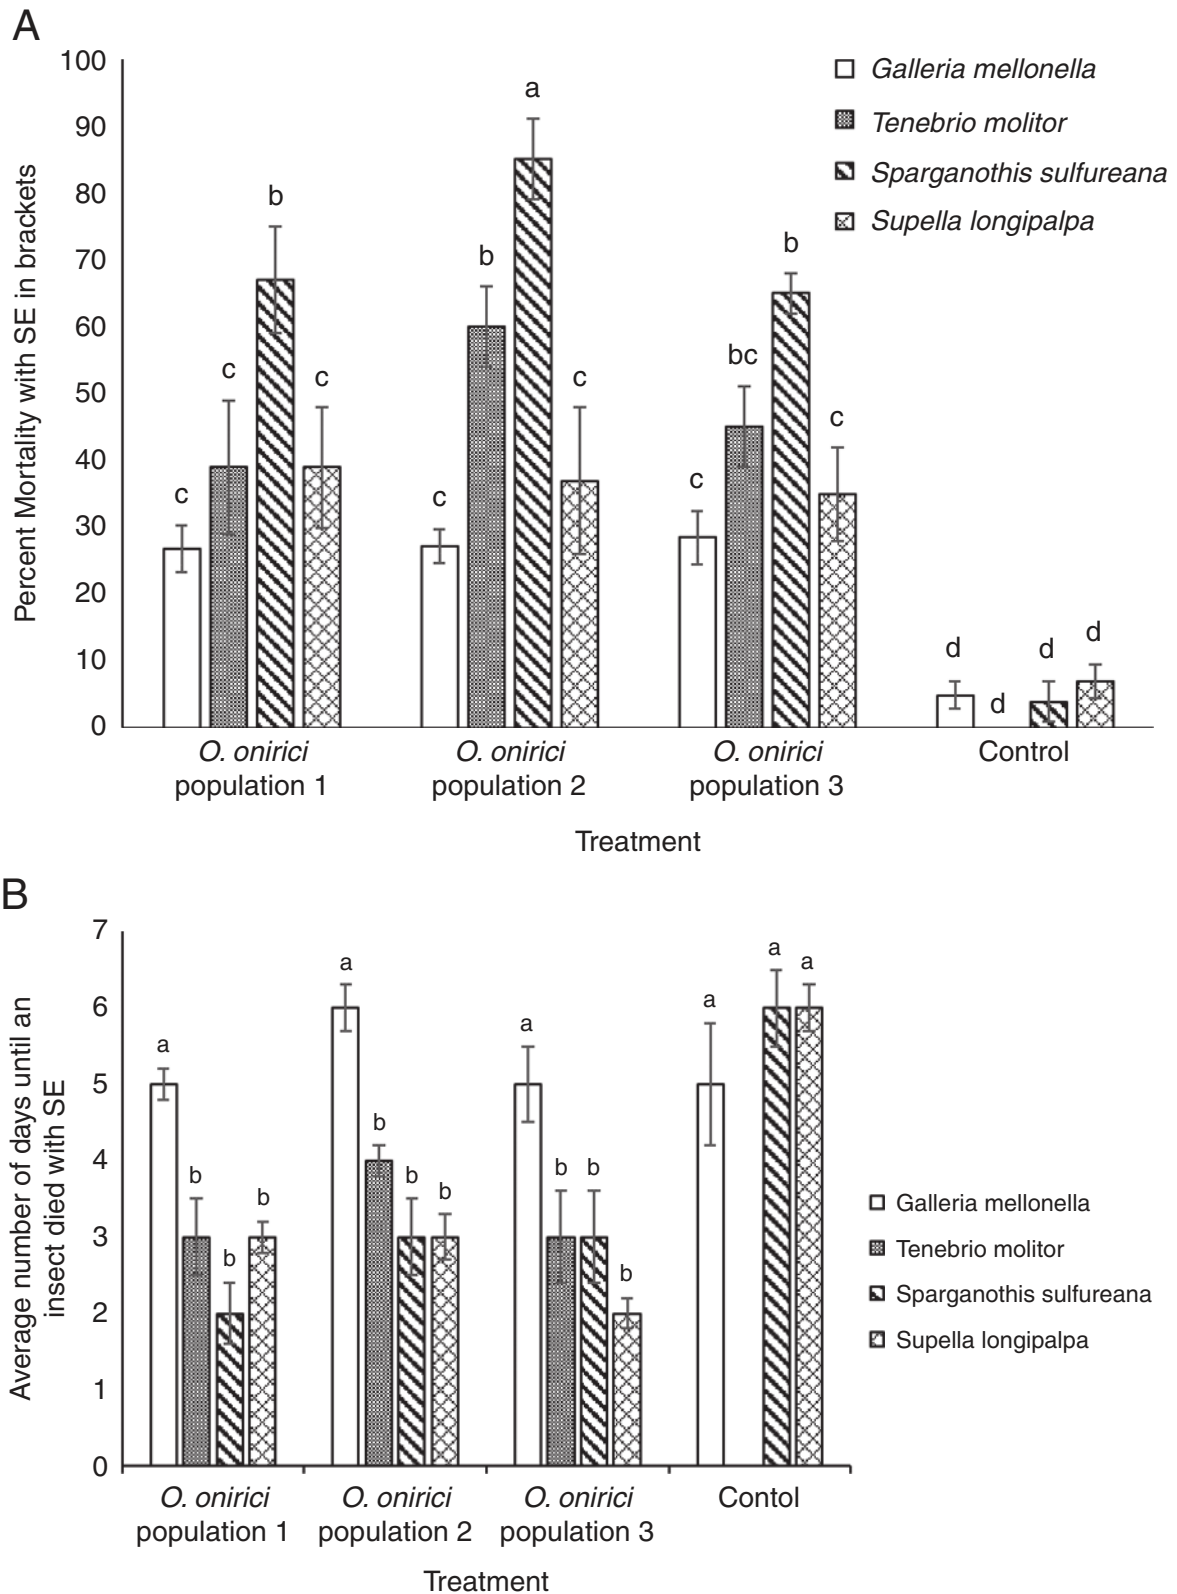 A
100
90
80
70
60
50
40
30
20
10
0
Percent Mortality with SE in brackets
Galleria mellonella
Tenebrio molitor
Sparganothis sulfureana
Supella longipalpa
c
c
b
c
c
b
a
c
c
bc
b
c
d
d
d
d
O. onirici
population 1
O. onirici
population 2
O. onirici
population 3
Control
Treatment
B
7
6
5
4
3
2
1
0
Average number of days until an
insect died with SE
a
b
b
b
a
b
b
b
a
b
b
b
a
a
a
Galleria mellonella
Tenebrio molitor
Sparganothis sulfureana
Supella longipalpa
O. onirici
population 1
O. onirici
population 2
O. onirici
population 3
Contol
Treatment